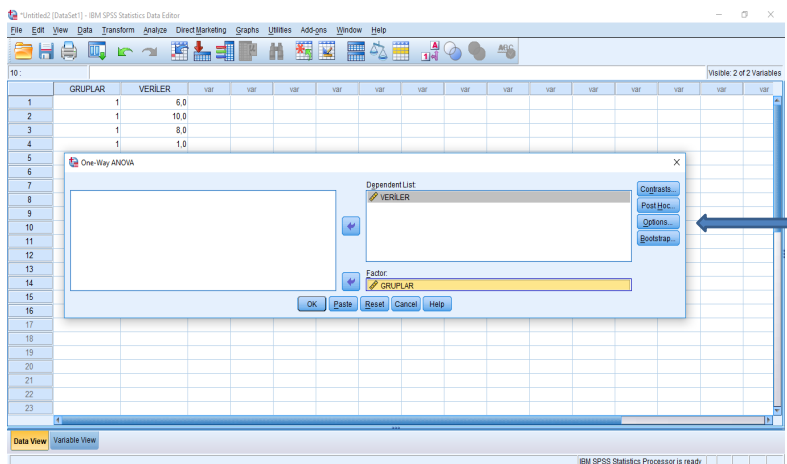 *Untitled2 [DataSet1] - IBM SPSS Statistics Data Editor
File Edit View Data Transform Analyze Direct Marketing Graphs Utilities Add-ons Window Help
10 : Visible: 2 of 2 Variables
GRUPLAR VERİLER var var var var var var var var var var var var var var
1 1 6,0
2 1 10,0
3 1 8,0
4 1 1,0
5
One-Way ANOVA
6
7
8
9
10
11
12
13
14
15
16
Dependent List:
VERİLER
Contrasts...
Post Hoc...
Options...
Bootstrap...
Factor:
GRUPLAR
OK Paste Reset Cancel Help
17
18
19
20
21
22
23
Data View Variable View
IBM SPSS Statistics Processor is ready